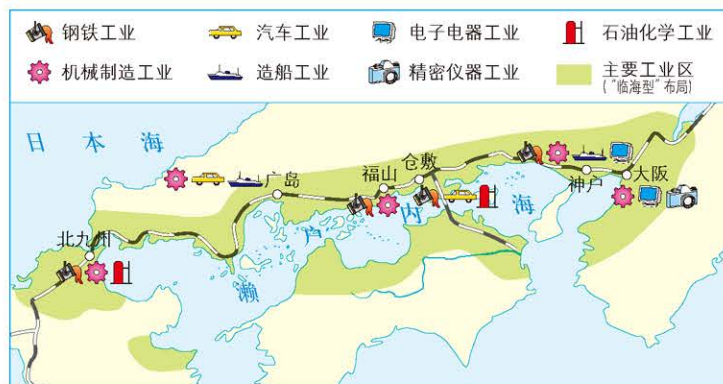 钢铁工业 汽车工业 电子电器工业 石油化学工业
机械制造工业 造船工业 精密仪器工业 主要工业区
("临海型"布局)
日本海
广岛
福山
仓敷
神户
大阪
北九州
濑户内海